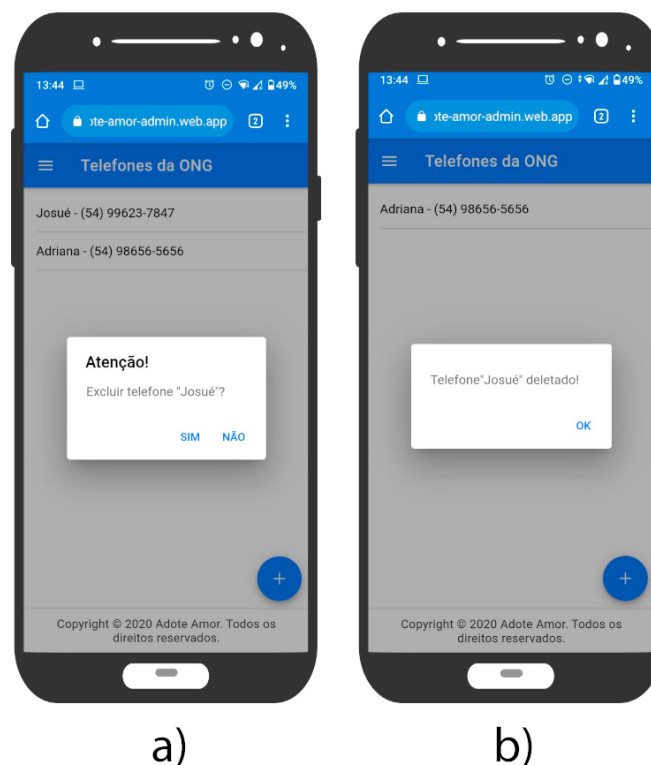 13:44
49%
ote-amor-admin.web.app
2
Telefones da ONG
Josué - (54) 99623-7847
Adriana - (54) 98656-5656
Atenção!
Excluir telefone "Josué"?
SIM NÃO
+
Copyright © 2020 Adote Amor. Todos os
direitos reservados.
a)
13:44
49%
ote-amor-admin.web.app
2
Telefones da ONG
Adriana - (54) 98656-5656
Telefone"Josué" deletado!
OK
+
Copyright © 2020 Adote Amor. Todos os
direitos reservados.
b)